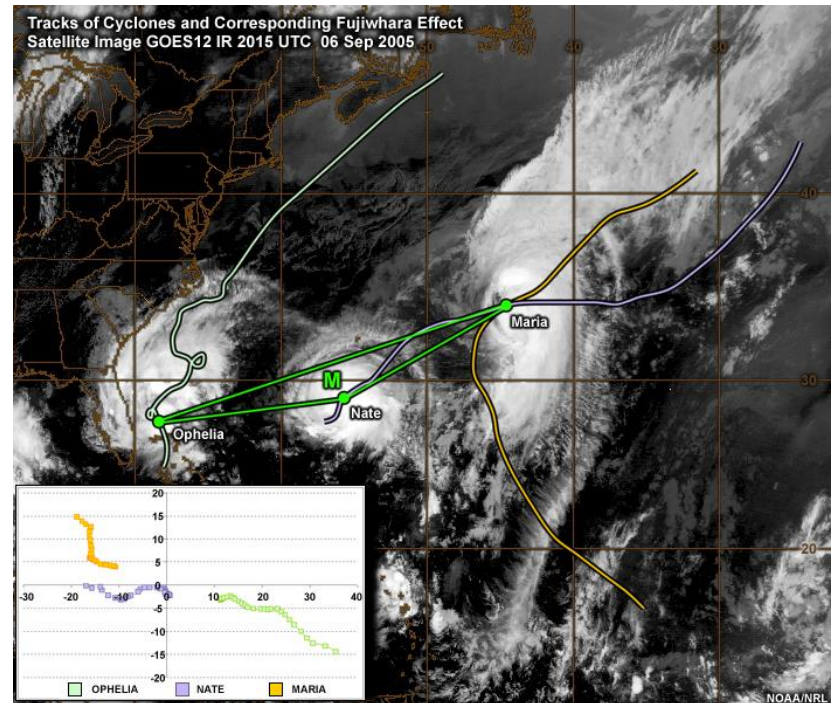 Tracks of Cyclones and Corresponding Fujiwhara Effect
Satellite Image GOES12 IR 2015 UTC 06 Sep 2005
50
40
30
40
Maria
30
M
Nate
Ophelia
20
20
15
10
5
0
-30 -20 -10 0 10 20 30 40
-5
-10
-15
-20
OPHELIA NATE MARIA
NOAA/NRL